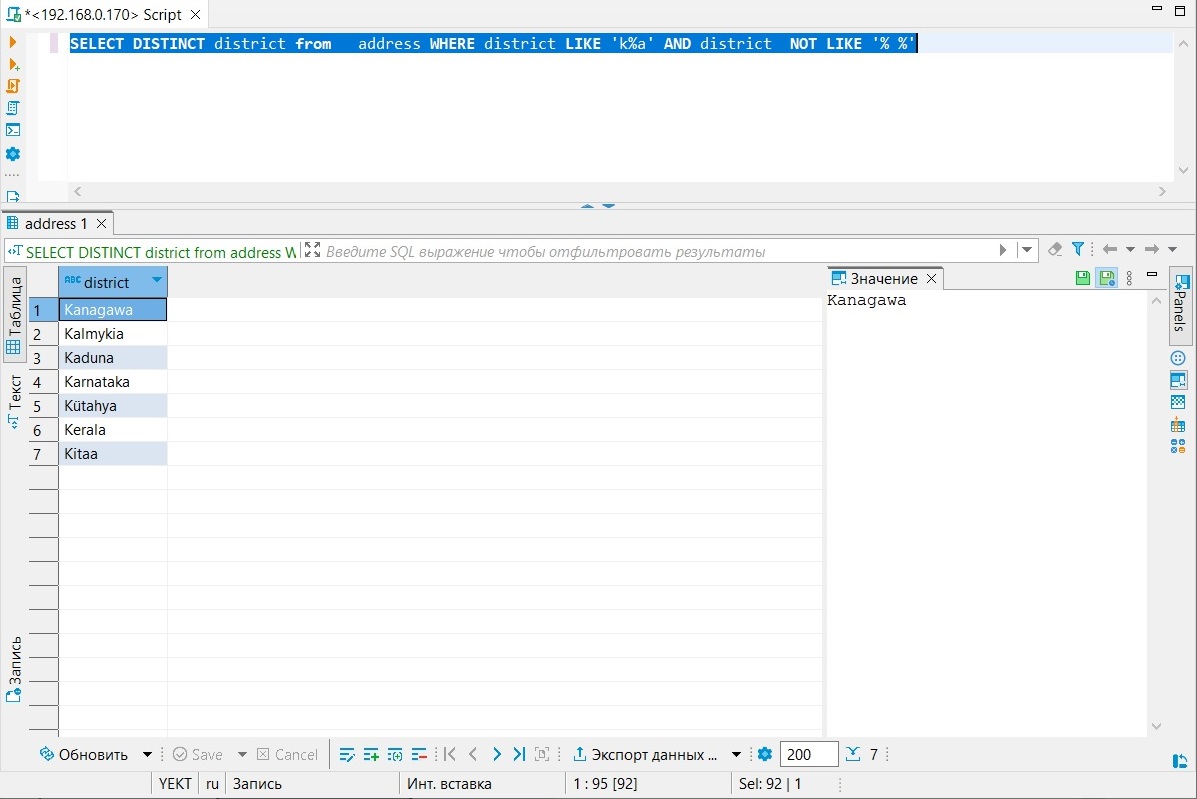 *<192.168.0.170> Script
SELECT DISTINCT district from   address WHERE district LIKE 'k%a' AND district  NOT LIKE '% %'
address 1
SELECT DISTINCT district from address W
Введите SQL выражение чтобы отфильтровать результаты
Таблица
Текст
Запись
ABC district
1 Kanagawa
2 Kalmykia
3 Kaduna
4 Karnataka
5 Kütahya
6 Kerala
7 Kitaa
Значение
Kanagawa
Panels
Обновить Save Cancel Экспорт данных ... 200 7
YEKT ru Запись Инт. вставка 1 : 95 [92] Sel: 92 | 1